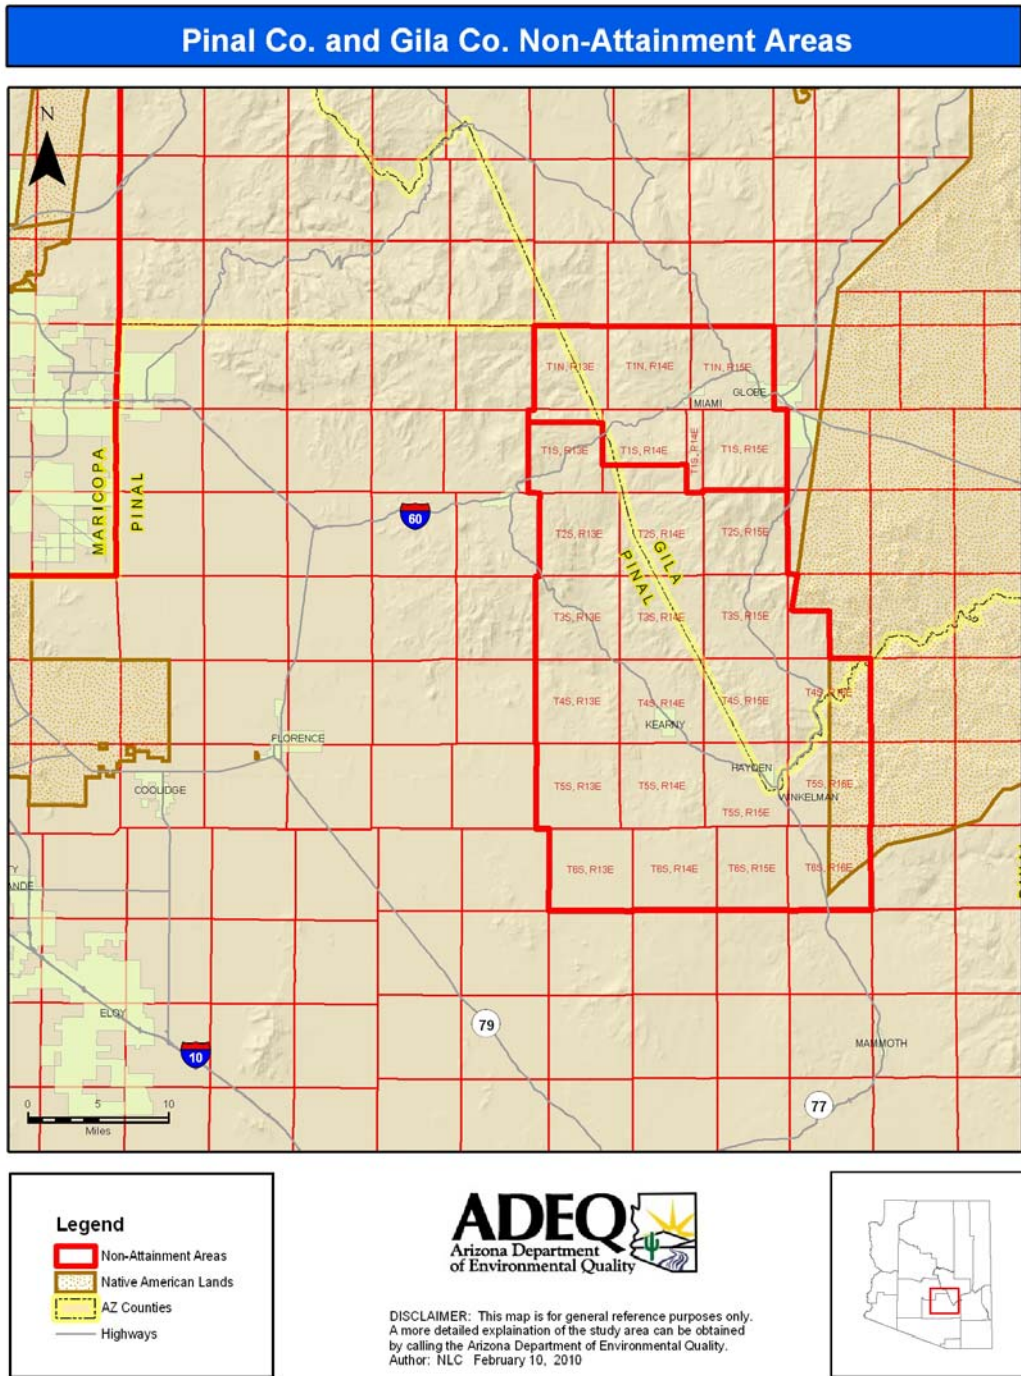 Pinal Co. and Gila Co. Non-Attainment Areas
N
T1N, R13E
T1N, R14E
T1N, R15E
GLOBE
MIAMI
T1S, R13E
T1S, R14E
T1S, R14E
T1S, R15E
MARICOPA
PINAL
60
T2S, R13E
T2S, R14E
T2S, R15E
GILA
PINAL
T3S, R13E
T3S, R14E
T3S, R15E
T4S, R13E
T4S, R14E
T4S, R15E
T4S, R16E
KEARNY
FLORENCE
HAYDEN
COOLIDGE
T5S, R13E
T5S, R14E
T5S, R16E
WINKELMAN
T5S, R15E
T6S, R13E
T6S, R14E
T6S, R15E
T6S, R16E
TY
ANDE
ELOY
79
10
MAMMOTH
77
0 5 10
Miles
Legend
Non-Attainment Areas
Native American Lands
AZ Counties
Highways
ADEQ
Arizona Department
of Environmental Quality
DISCLAIMER: This map is for general reference purposes only.
A more detailed explaination of the study area can be obtained
by calling the Arizona Department of Environmental Quality.
Author: NLC February 10, 2010